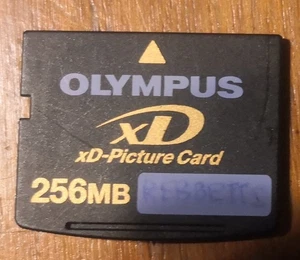 OLYMPUS
xD
xD-Picture Card
256MB